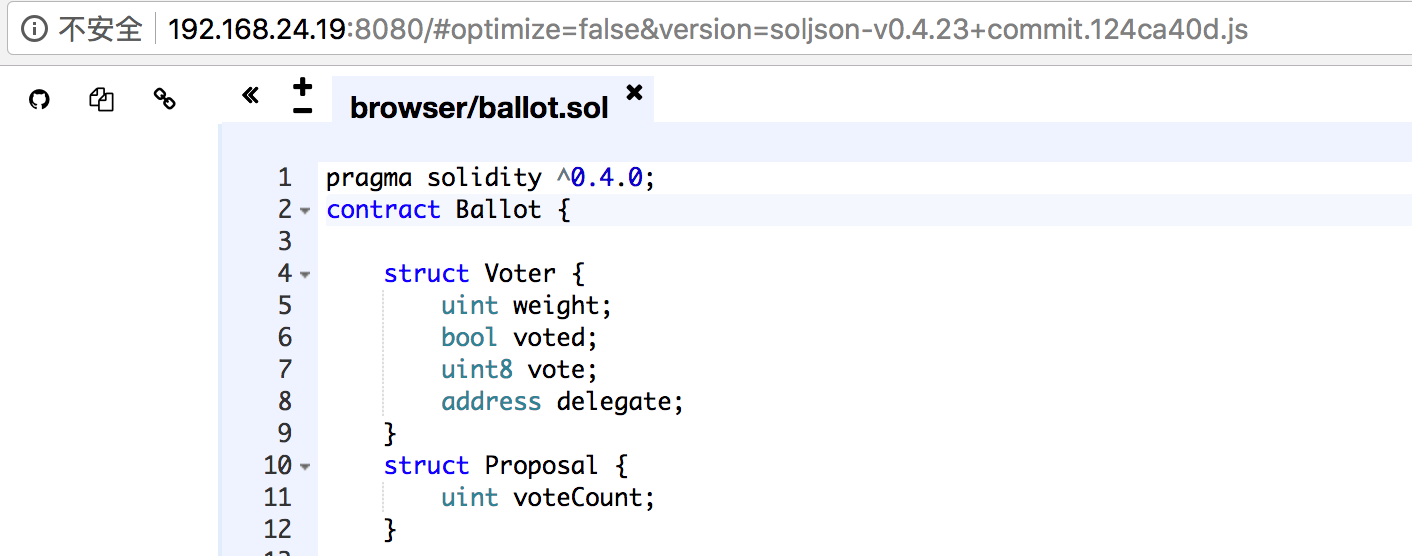 不安全 192.168.24.19:8080/#optimize=false&version=soljson-v0.4.23+commit.124ca40d.js
browser/ballot.sol
1 pragma solidity ^0.4.0;
2 contract Ballot {
3
4 struct Voter {
5 uint weight;
6 bool voted;
7 uint8 vote;
8 address delegate;
9 }
10 struct Proposal {
11 uint voteCount;
12 }